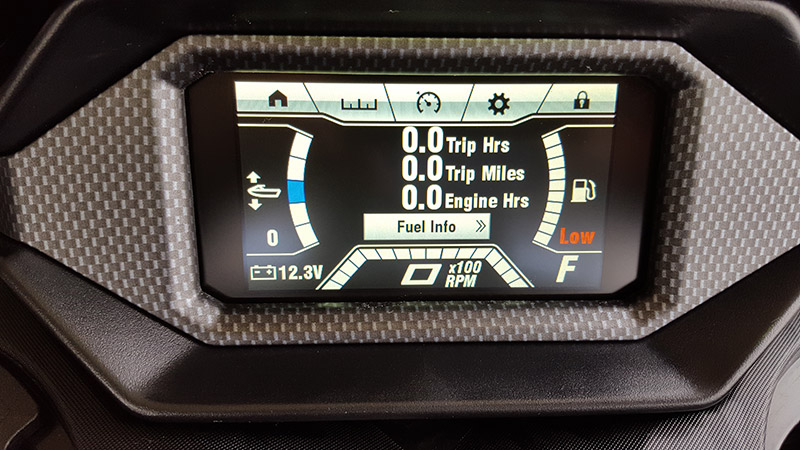 0.0 Trip Hrs
0.0 Trip Miles
0.0 Engine Hrs
Fuel Info »
0
Low
12.3V
0 x100 RPM
F